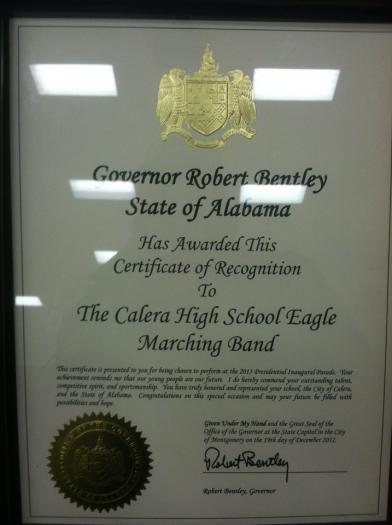 Governor Robert Bentley
State of Alabama
Has Awarded This
Certificate of Recognition
To
The Calera High School Eagle
Marching Band
This certificate is presented to you for being chosen to perform at the 2013 Presidential Inaugural Parade. Your
achievement reminds me that our young people are our future. I do hereby commend your outstanding talent,
competitive spirit, and sportsmanship. You have truly honored and represented your school, the City of Calera,
and the State of Alabama. Congratulations on this special occasion and may your future be filled with
possibilities and hope.
Given Under My Hand and the Great Seal of the
Office of the Governor at the State Capitol in the City
of Montgomery on the 19th day of December 2012.
Robert Bentley
Robert Bentley, Governor